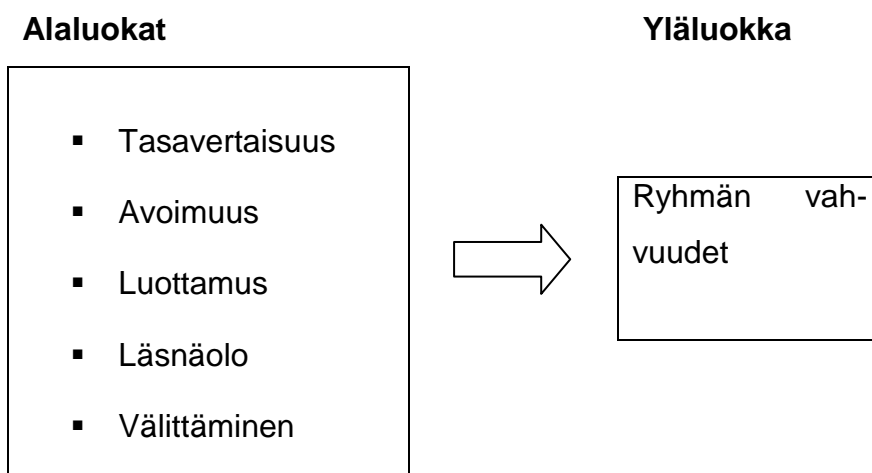 Alaluokat
Yläluokka
▪ Tasavertaisuus
▪ Avoimuus
▪ Luottamus
▪ Läsnäolo
▪ Välittäminen
Ryhmän vah-
vuudet